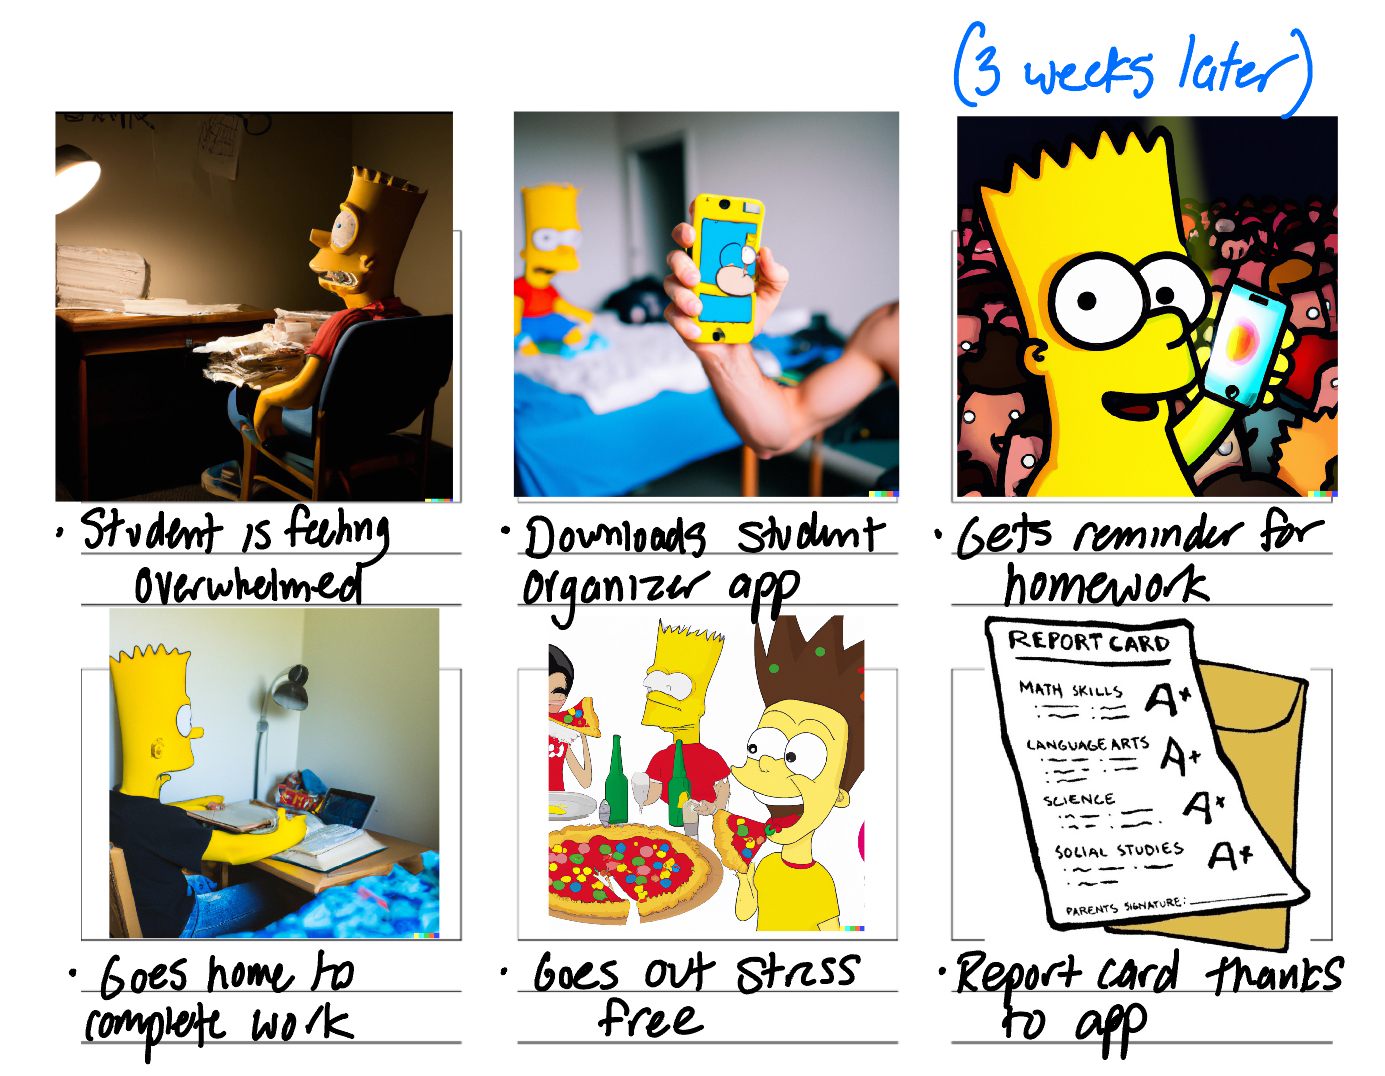 (3 weeks later)
• Student is feeling
overwhelmed
• Downloads student
organizer app
• Gets reminder for
homework
REPORT CARD
MATH SKILLS A+
LANGUAGE ARTS A+
SCIENCE A+
SOCIAL STUDIES A+
PARENTS SIGNATURE:
• Goes home to
complete work
• Goes out stress
free
• Report card thanks
to app